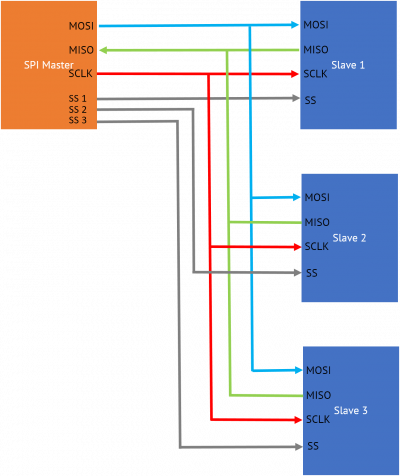 MOSI
MISO
SPI Master
SCLK
SS 1
SS 2
SS 3
MOSI
MISO
Slave 1
SCLK
SS
MOSI
MISO
Slave 2
SCLK
SS
MOSI
MISO
Slave 3
SCLK
SS